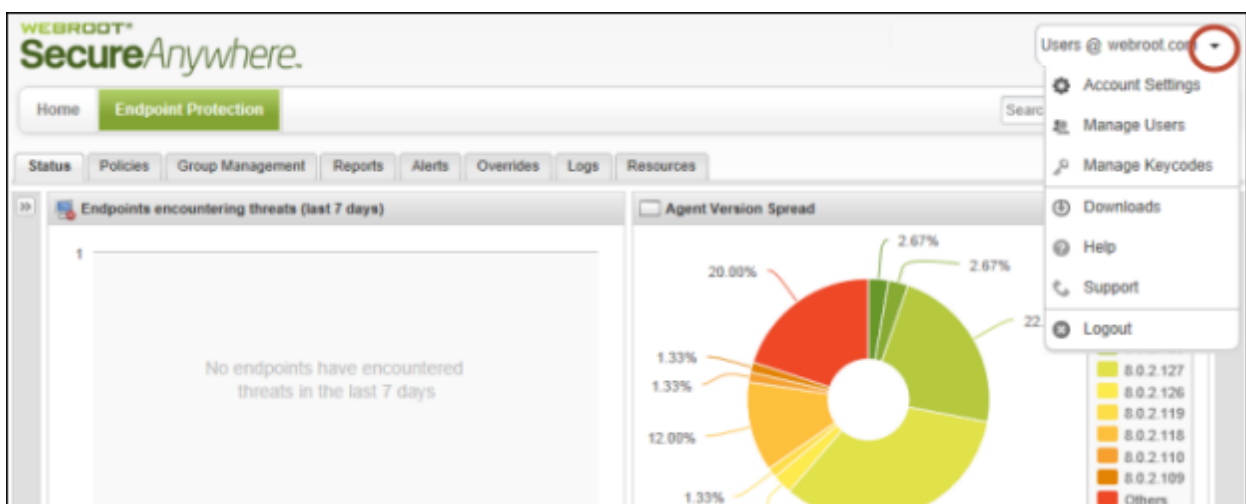 WEBROOT
SecureAnywhere.
Users @ webroot.com
Home
Endpoint Protection
Searc
Account Settings
Manage Users
Manage Keycodes
Downloads
Help
Support
Logout
Status
Policies
Group Management
Reports
Alerts
Overrides
Logs
Resources
Endpoints encountering threats (last 7 days)
1
No endpoints have encountered
threats in the last 7 days
Agent Version Spread
2.67%
2.67%
20.00%
22.
1.33%
1.33%
12.00%
1.33%
8.0.2.127
8.0.2.126
8.0.2.119
8.0.2.118
8.0.2.110
8.0.2.109
Others